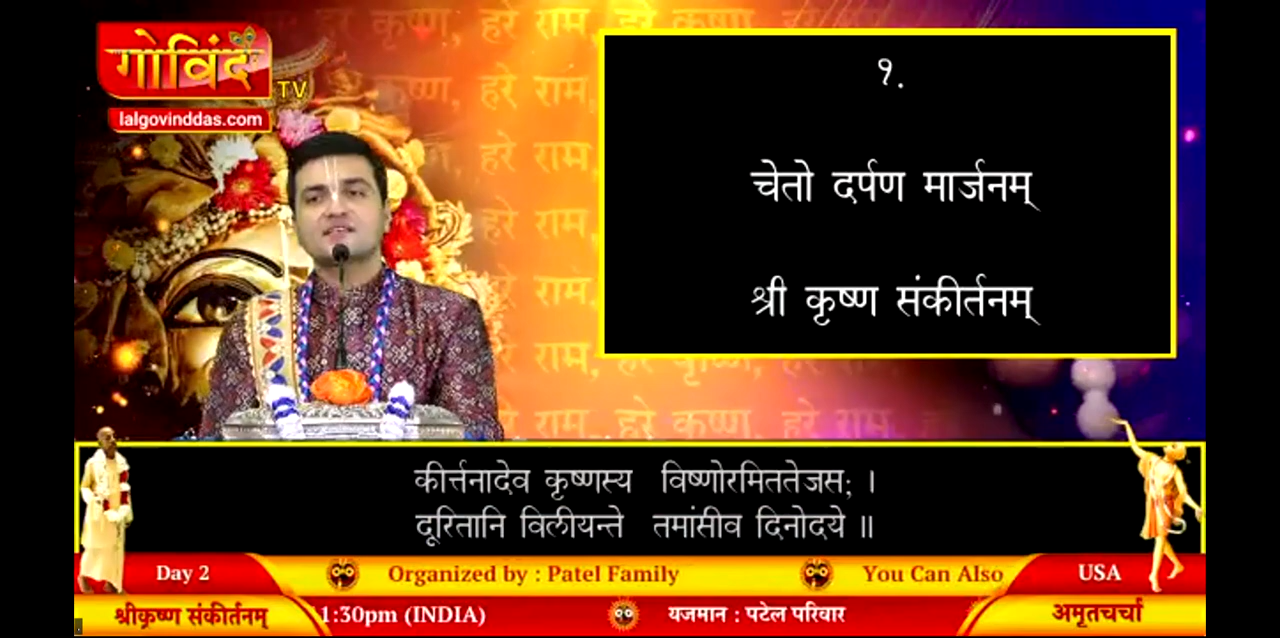 गोविंद
TV
lalgovinddas.com
१.
चेतो दर्पण मार्जनम्
श्री कृष्ण संकीर्तनम्
कीर्त्तनादेव कृष्णस्य विष्णोरमिततेजस; ।
दूरितानि विलीयन्ते तमांसीव दिनोदये ॥
Day 2
Organized by : Patel Family
You Can Also
USA
श्रीकृष्ण संकीर्तनम्
1:30pm (INDIA)
यजमान : पटेल परिवार
अमृतचर्चा